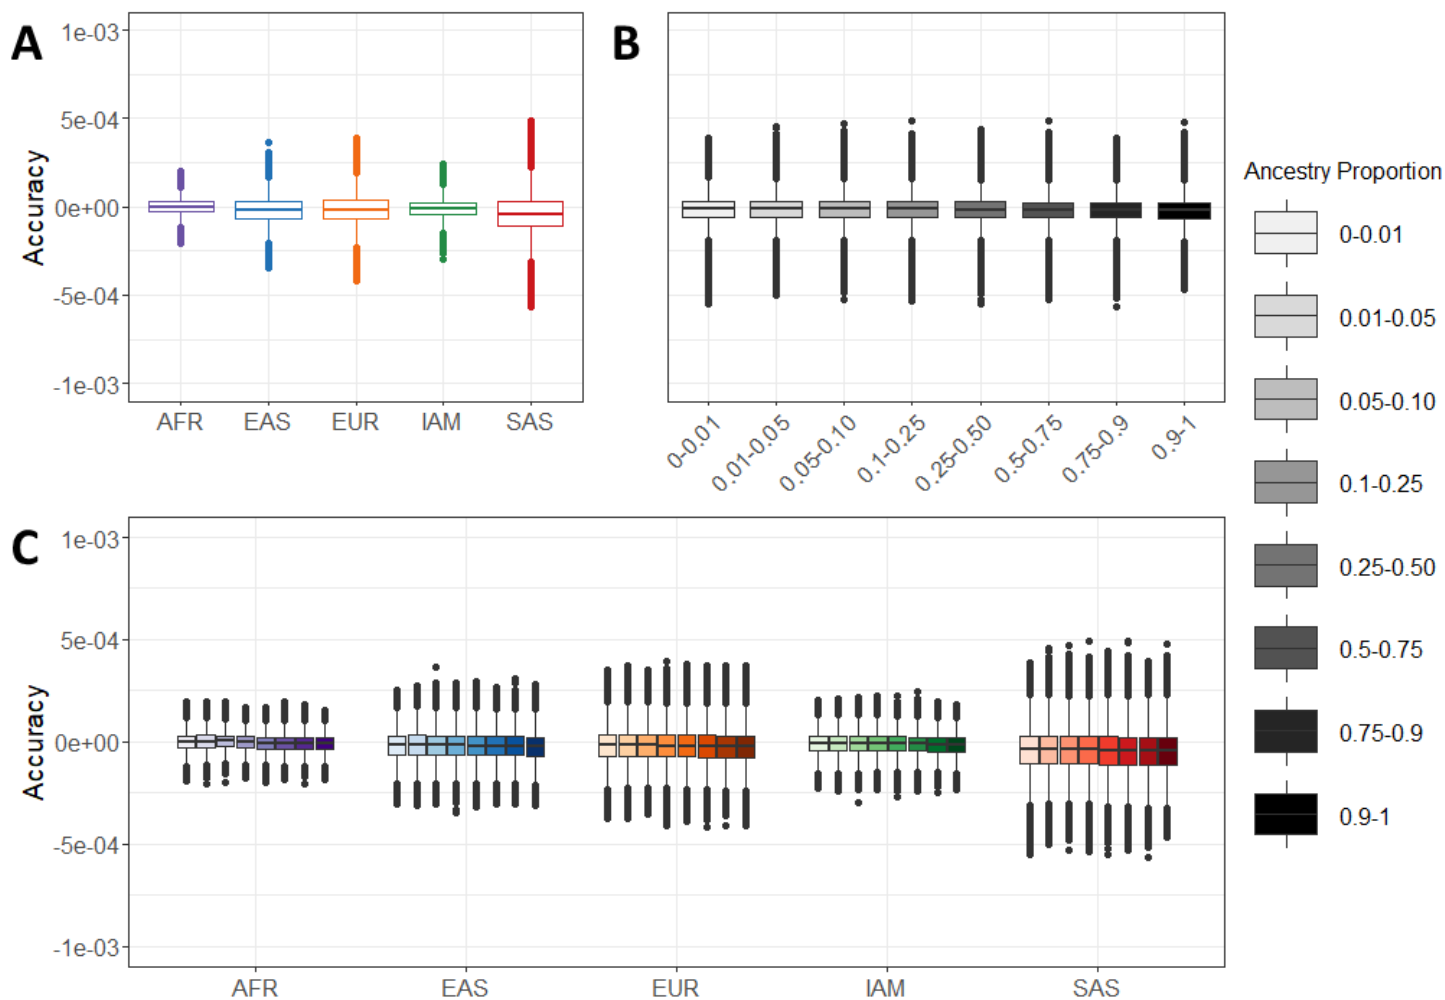 A
Accuracy
1e-03
5e-04
0e+00
-5e-04
-1e-03
AFR EAS EUR IAM SAS
B
0-0.01 0.01-0.05 0.05-0.10 0.1-0.25 0.25-0.50 0.5-0.75 0.75-0.9 0.9-1
Ancestry Proportion
0-0.01
0.01-0.05
0.05-0.10
0.1-0.25
0.25-0.50
0.5-0.75
0.75-0.9
0.9-1
C
Accuracy
1e-03
5e-04
0e+00
-5e-04
-1e-03
AFR EAS EUR IAM SAS